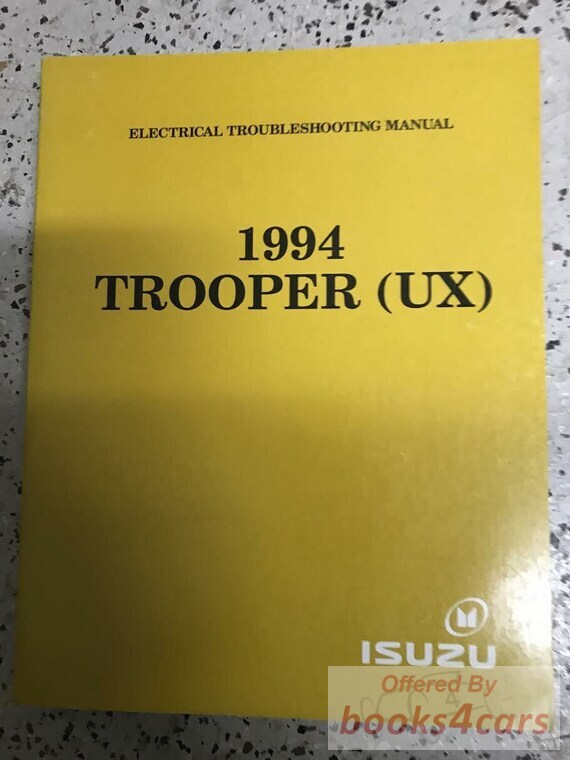 ELECTRICAL TROUBLESHOOTING MANUAL
1994
TROOPER (UX)
ISUZU
Offered By
books4cars